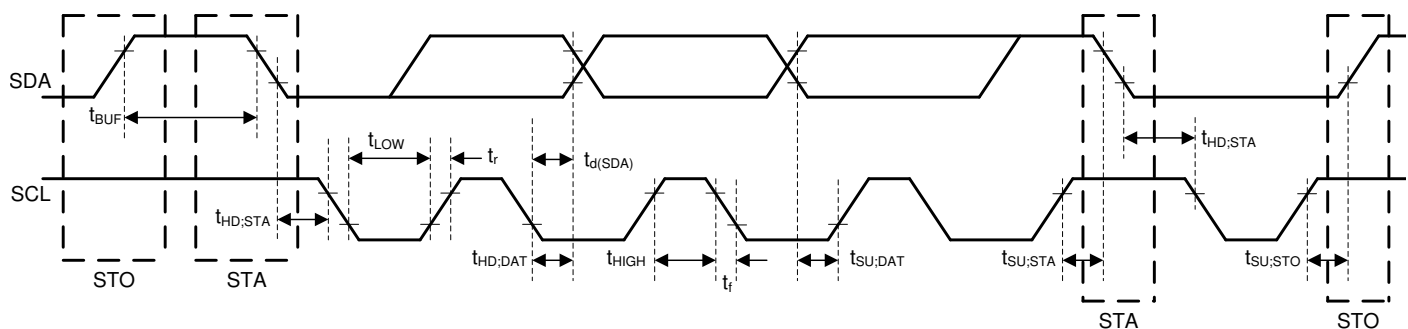 SDA
tBUF
tLOW
tr
td(SDA)
tHD;STA
SCL
tHD;STA
tHD;DAT
tHIGH
tf
tSU;DAT
tSU;STA
tSU;STO
STO
STA
STA
STO